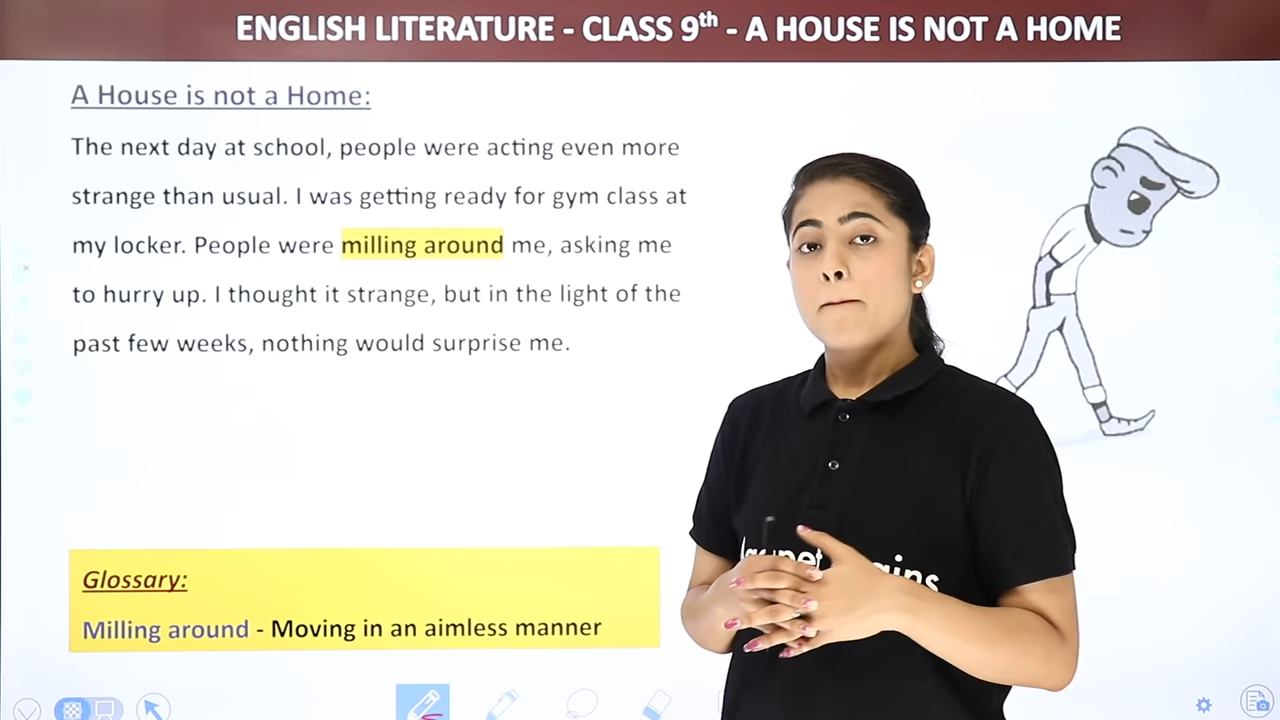 ENGLISH LITERATURE - CLASS 9th - A HOUSE IS NOT A HOME
A House is not a Home:
The next day at school, people were acting even more
strange than usual. I was getting ready for gym class at
my locker. People were milling around me, asking me
to hurry up. I thought it strange, but in the light of the
past few weeks, nothing would surprise me.
Glossary:
Milling around - Moving in an aimless manner